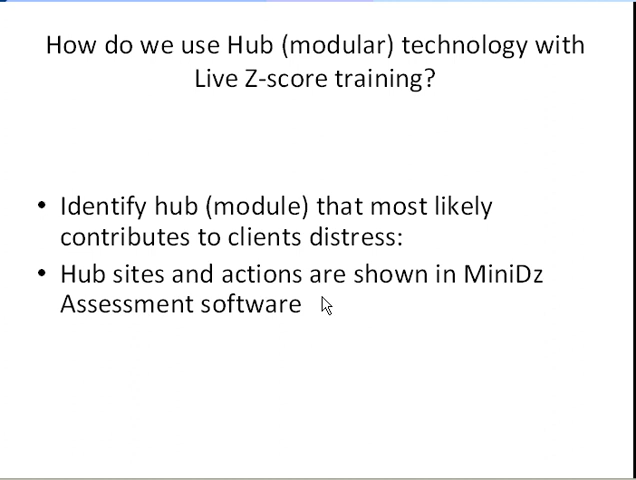 How do we use Hub (modular) technology with
Live Z-score training?
• Identify hub (module) that most likely
contributes to clients distress:
• Hub sites and actions are shown in MiniDz
Assessment software